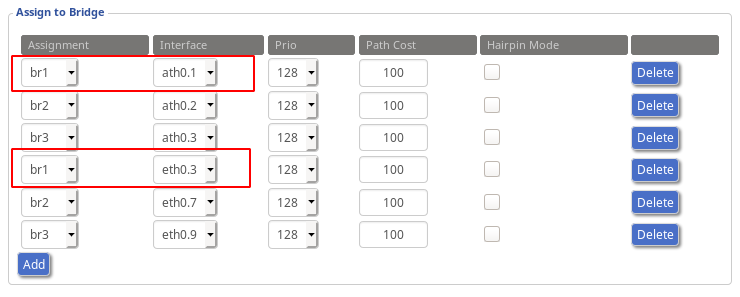 Assign to Bridge
Assignment Interface Prio Path Cost Hairpin Mode
br1 ath0.1 128 100 Delete
br2 ath0.2 128 100 Delete
br3 ath0.3 128 100 Delete
br1 eth0.3 128 100 Delete
br2 eth0.7 128 100 Delete
br3 eth0.9 128 100 Delete
Add